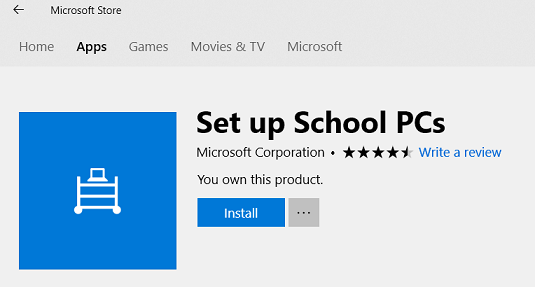 Microsoft Store
Home Apps Games Movies & TV Microsoft
Set up School PCs
Microsoft Corporation • ★★★★⯨ Write a review
You own this product.
Install ...